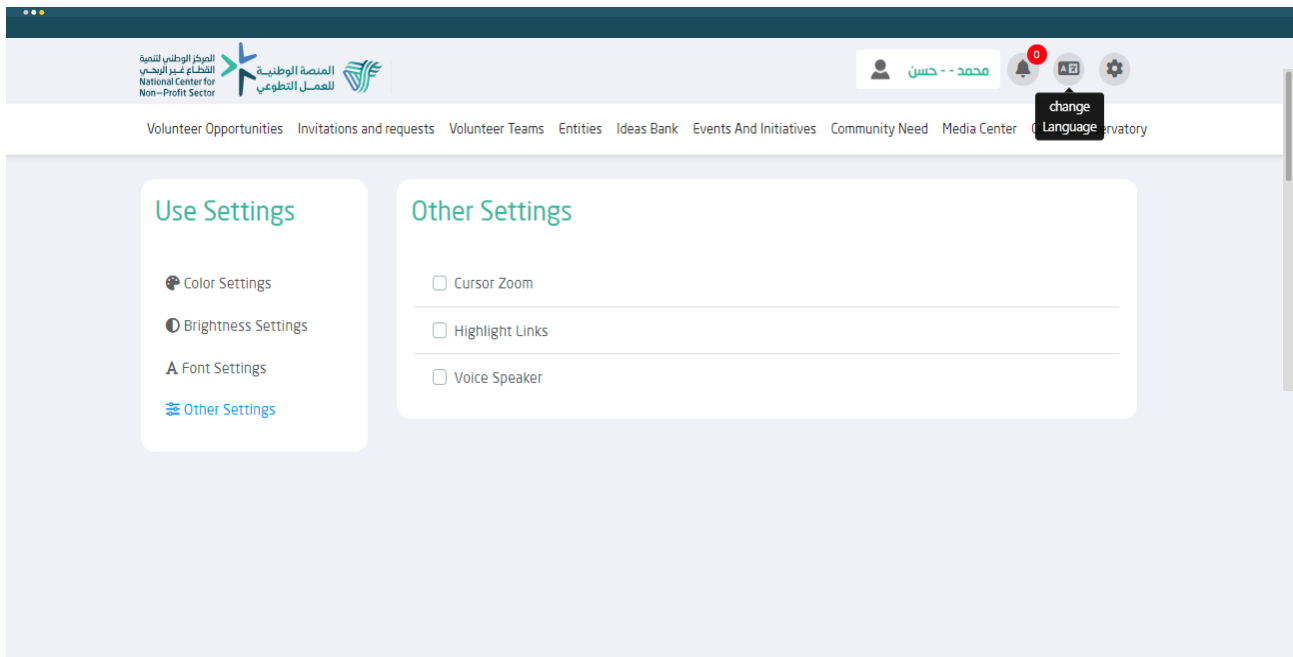 المركز الوطني لتنمية
القطاع غير الربحي
National Center for
Non-Profit Sector
المنصة الوطنية
للعمل التطوعي
محمد - - حسن
0
change
Language
Volunteer Opportunities Invitations and requests Volunteer Teams Entities Ideas Bank Events And Initiatives Community Need Media Center
Use Settings
Color Settings
Brightness Settings
A Font Settings
Other Settings
Other Settings
Cursor Zoom
Highlight Links
Voice Speaker